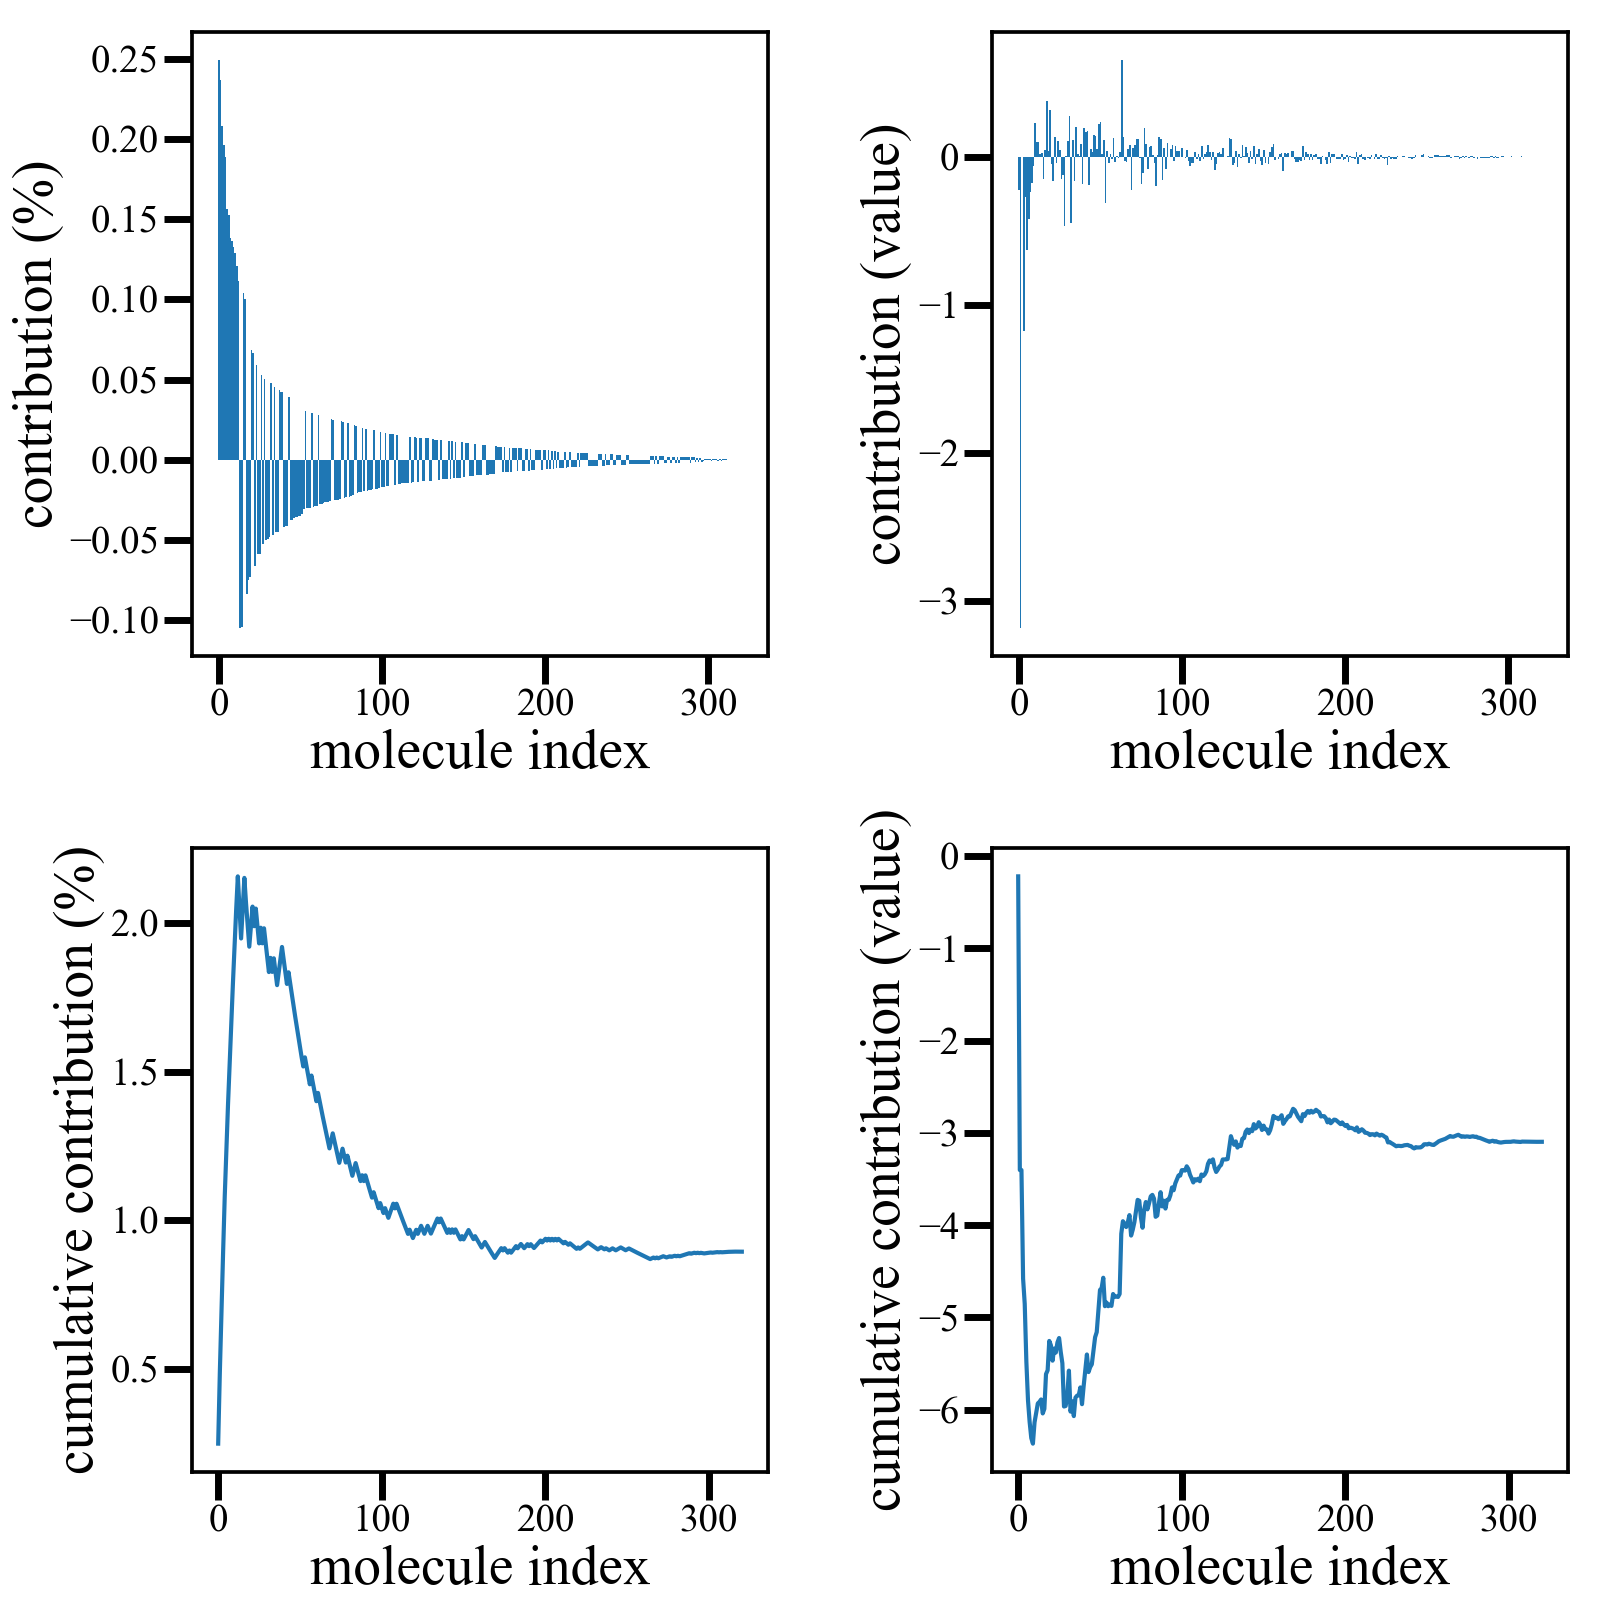 contribution (%)
0.25
0.20
0.15
0.10
0.05
0.00
−0.05
−0.10
0 100 200 300
molecule index
contribution (value)
0
−1
−2
−3
0 100 200 300
molecule index
cumulative contribution (%)
2.0
1.5
1.0
0.5
0 100 200 300
molecule index
cumulative contribution (value)
0
−1
−2
−3
−4
−5
−6
0 100 200 300
molecule index